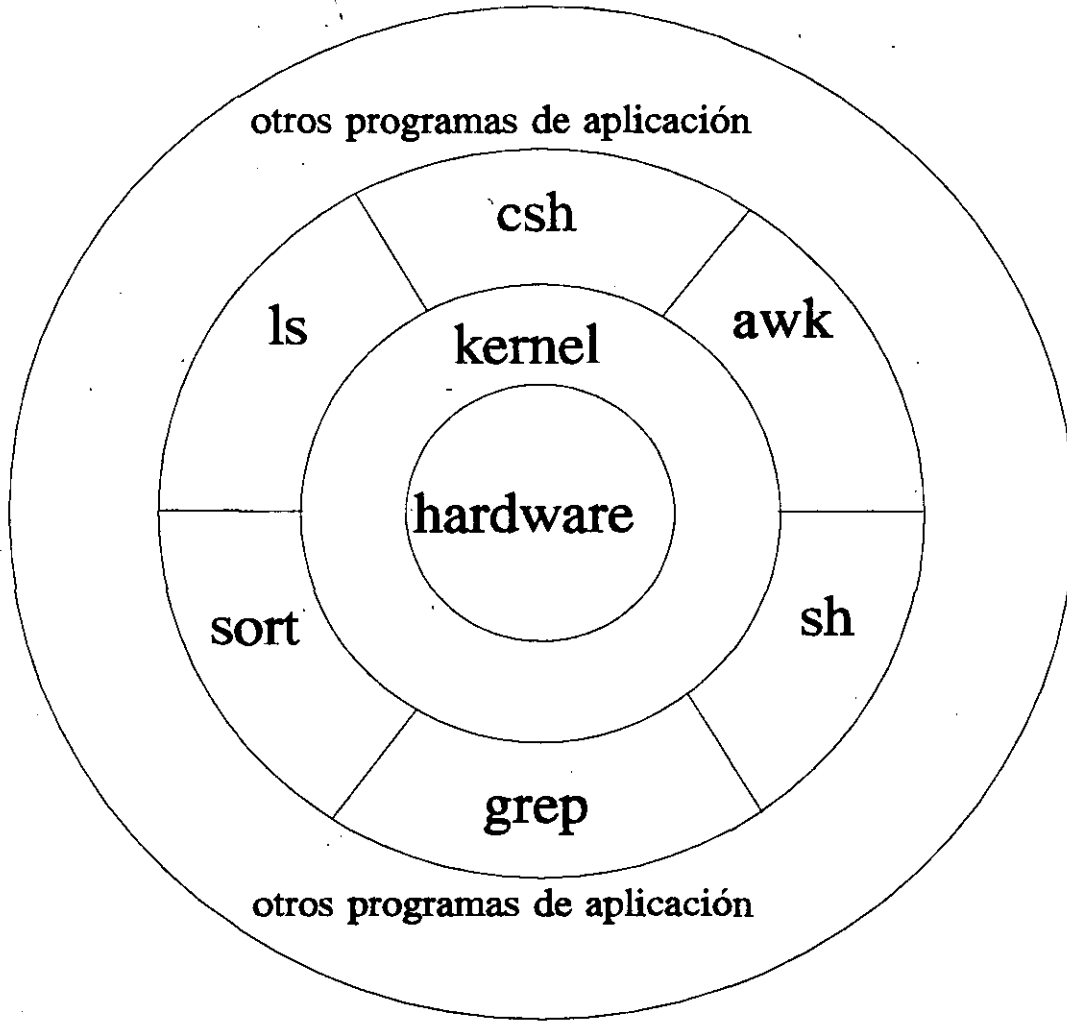 otros programas de aplicación
csh
ls
awk
kernel
hardware
sort
sh
grep
otros programas de aplicación